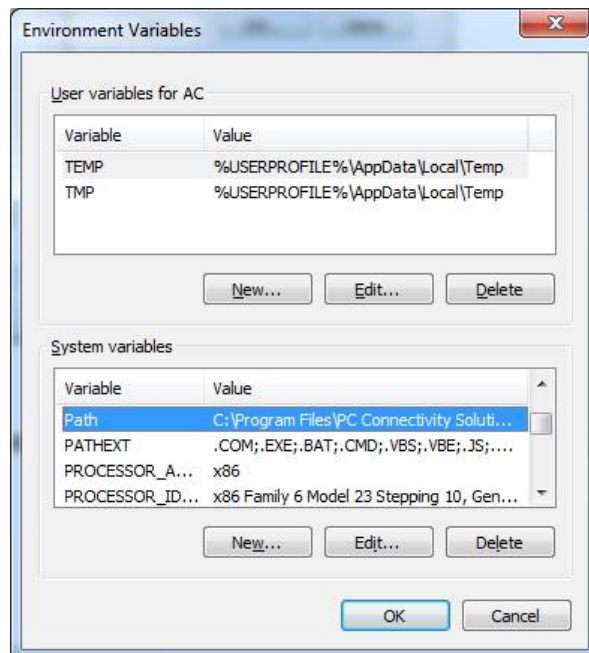 Environment Variables
User variables for AC
Variable Value
TEMP %USERPROFILE%\AppData\Local\Temp
TMP %USERPROFILE%\AppData\Local\Temp
New... Edit... Delete
System variables
Variable Value
Path C:\Program Files\PC Connectivity Soluti...
PATHEXT .COM;.EXE;.BAT;.CMD;.VBS;.VBE;.JS;....
PROCESSOR_A... x86
PROCESSOR_ID... x86 Family 6 Model 23 Stepping 10, Gen...
New... Edit... Delete
OK Cancel